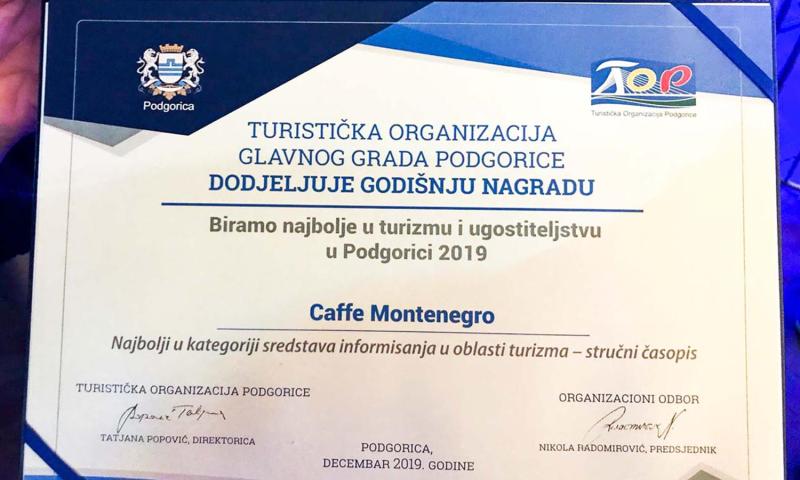 Podgorica
TOP
Turistička Organizacija Podgorice
TURISTIČKA ORGANIZACIJA
GLAVNOG GRADA PODGORICE
DODJELJUJE GODIŠNJU NAGRADU
Biramo najbolje u turizmu i ugostiteljstvu
u Podgorici 2019
Caffe Montenegro
Najbolji u kategoriji sredstava informisanja u oblasti turizma – stručni časopis
TURISTIČKA ORGANIZACIJA PODGORICE
TATJANA POPOVIĆ, DIREKTORICA
PODGORICA,
DECEMBAR 2019. GODINE
ORGANIZACIONI ODBOR
NIKOLA RADOMIROVIĆ, PREDSJEDNIK